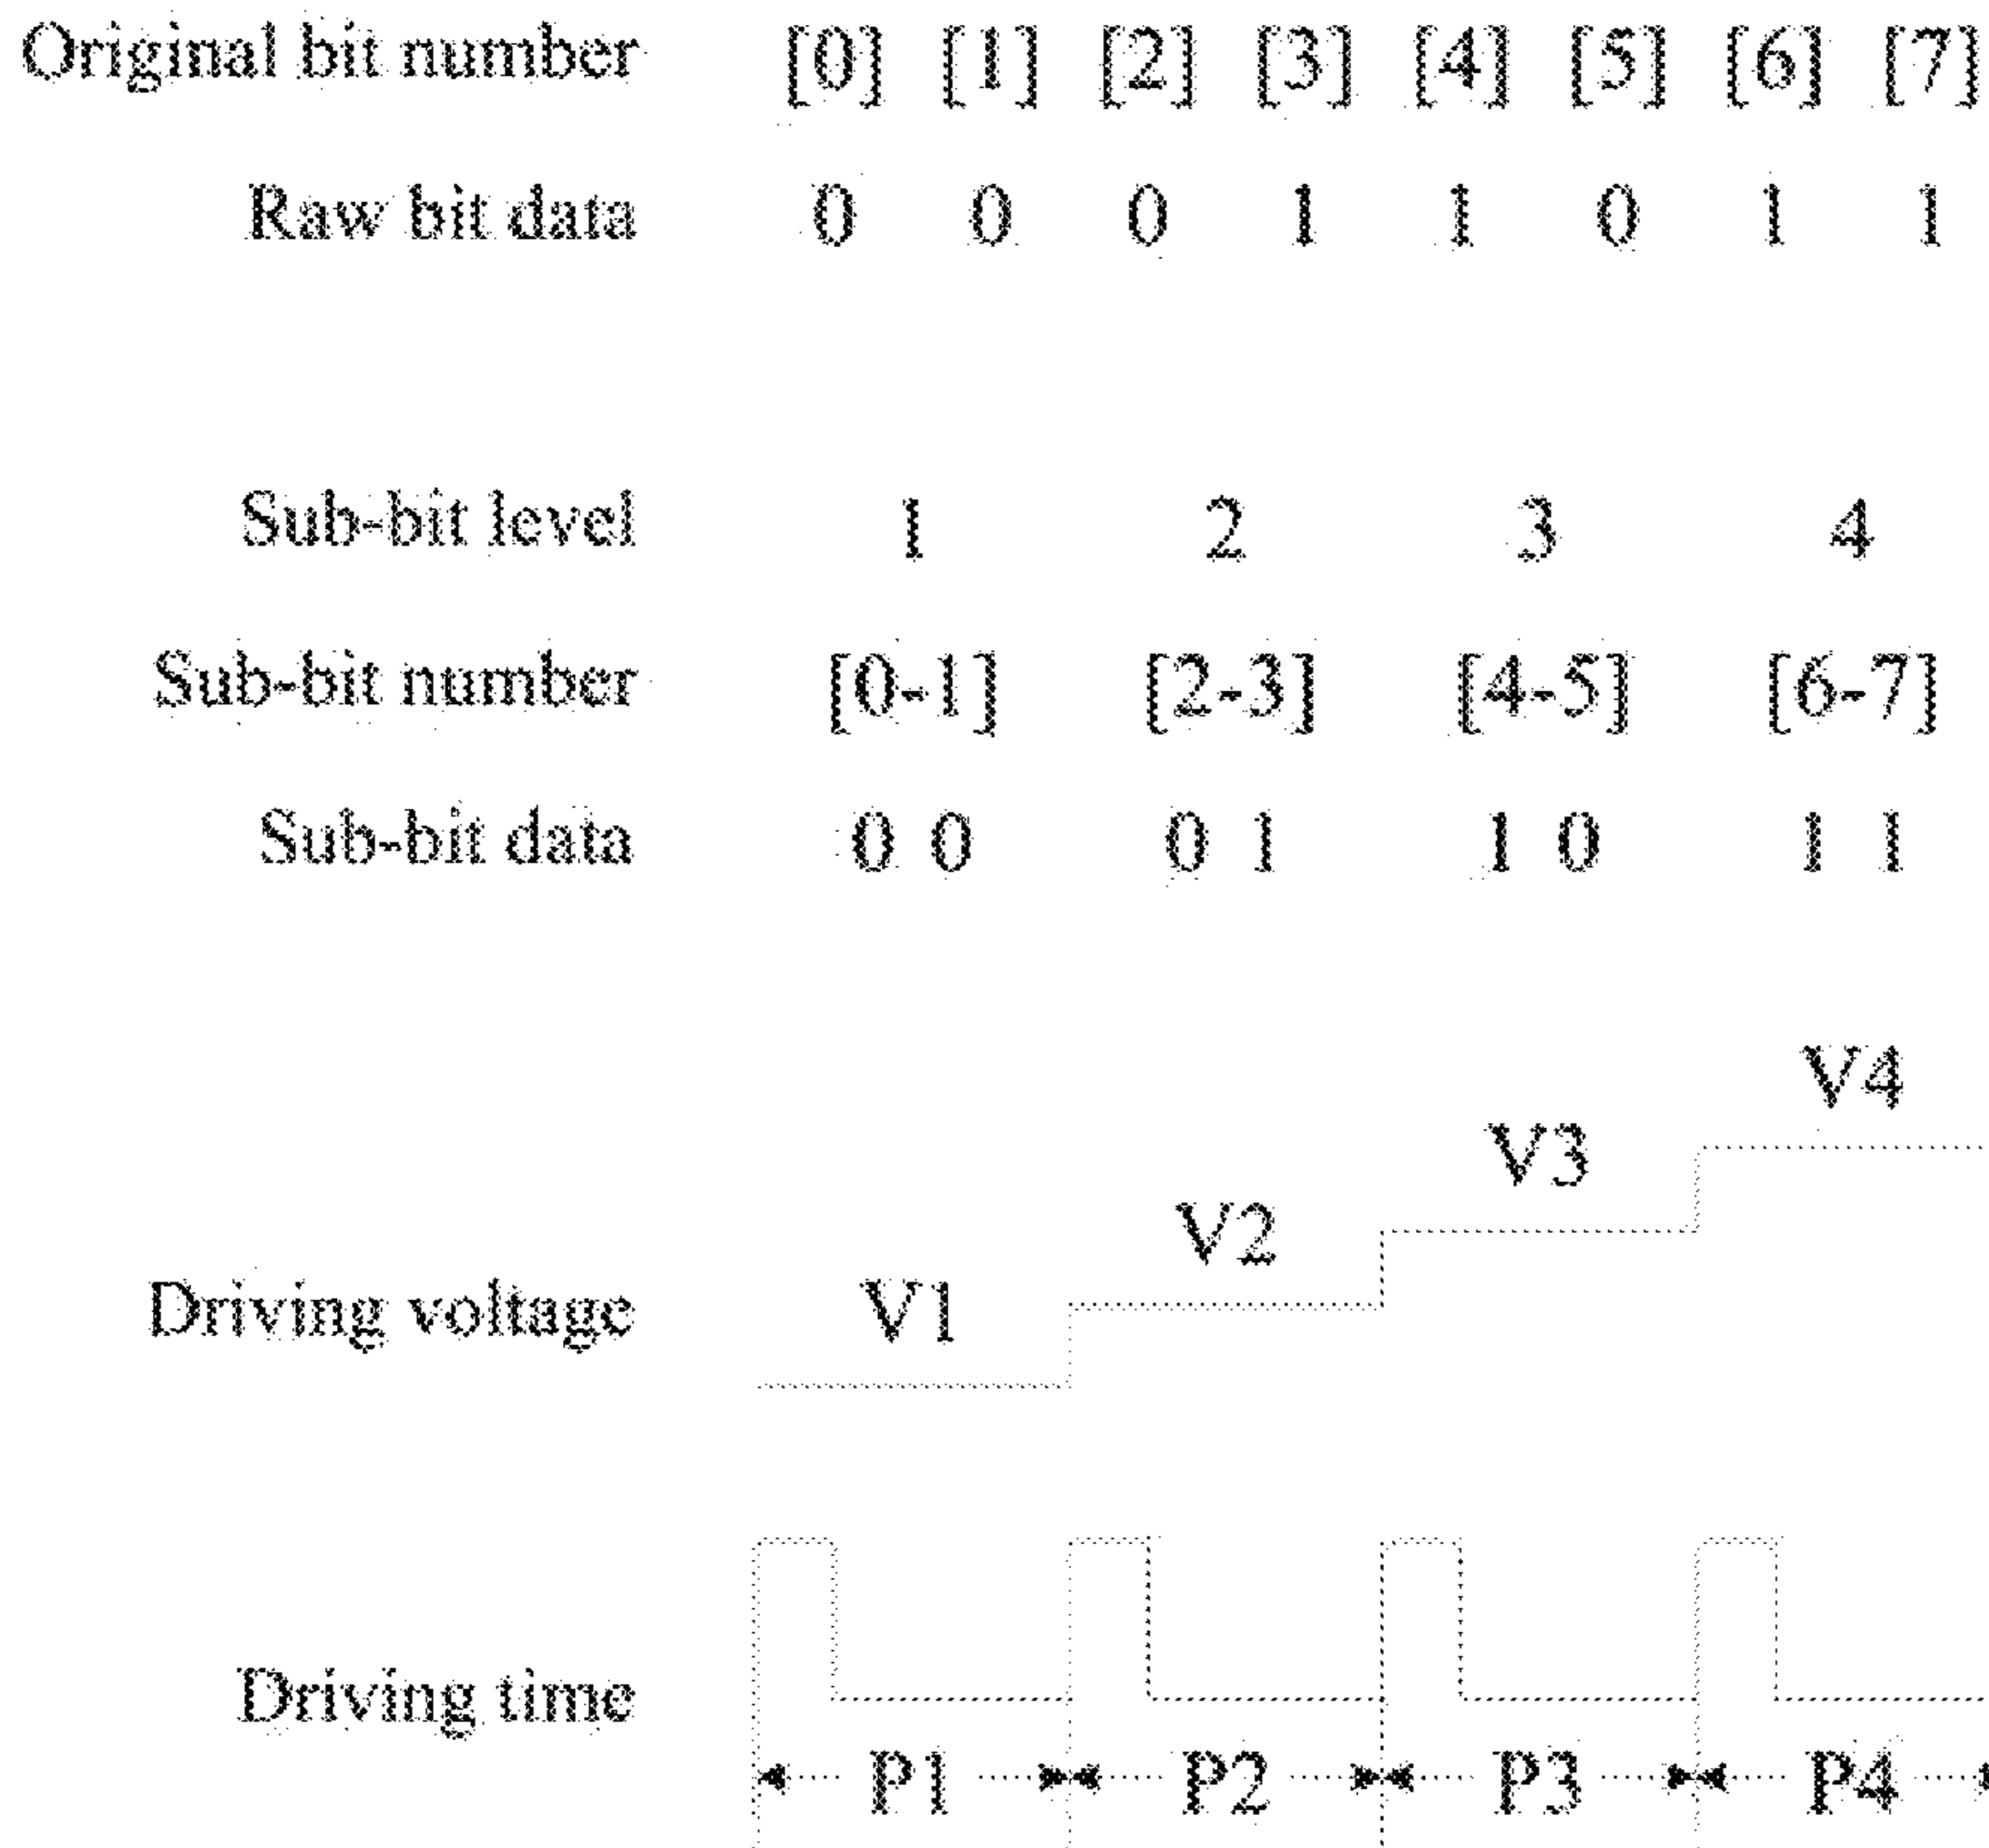 Original bit number [0] [1] [2] [3] [4] [5] [6] [7]
Raw bit data 0 0 0 1 1 0 1 1
Sub-bit level 1 2 3 4
Sub-bit number [0-1] [2-3] [4-5] [6-7]
Sub-bit data 0 0 0 1 1 0 1 1
V4
V3
V2
Driving voltage V1
Driving time
P1 P2 P3 P4